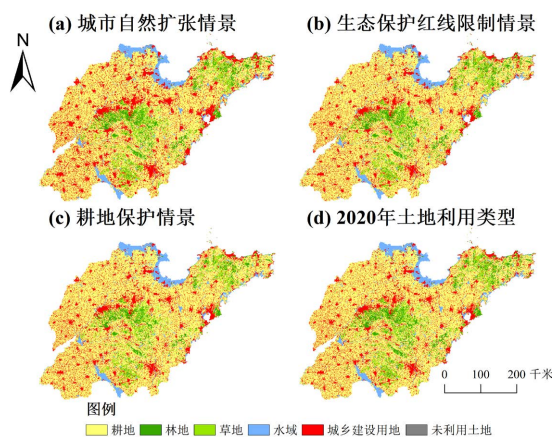 (a) 城市自然扩张情景
(b) 生态保护红线限制情景
N
(c) 耕地保护情景
(d) 2020年土地利用类型
0 100 200 千米
图例
耕地 林地 草地 水域 城乡建设用地 未利用土地